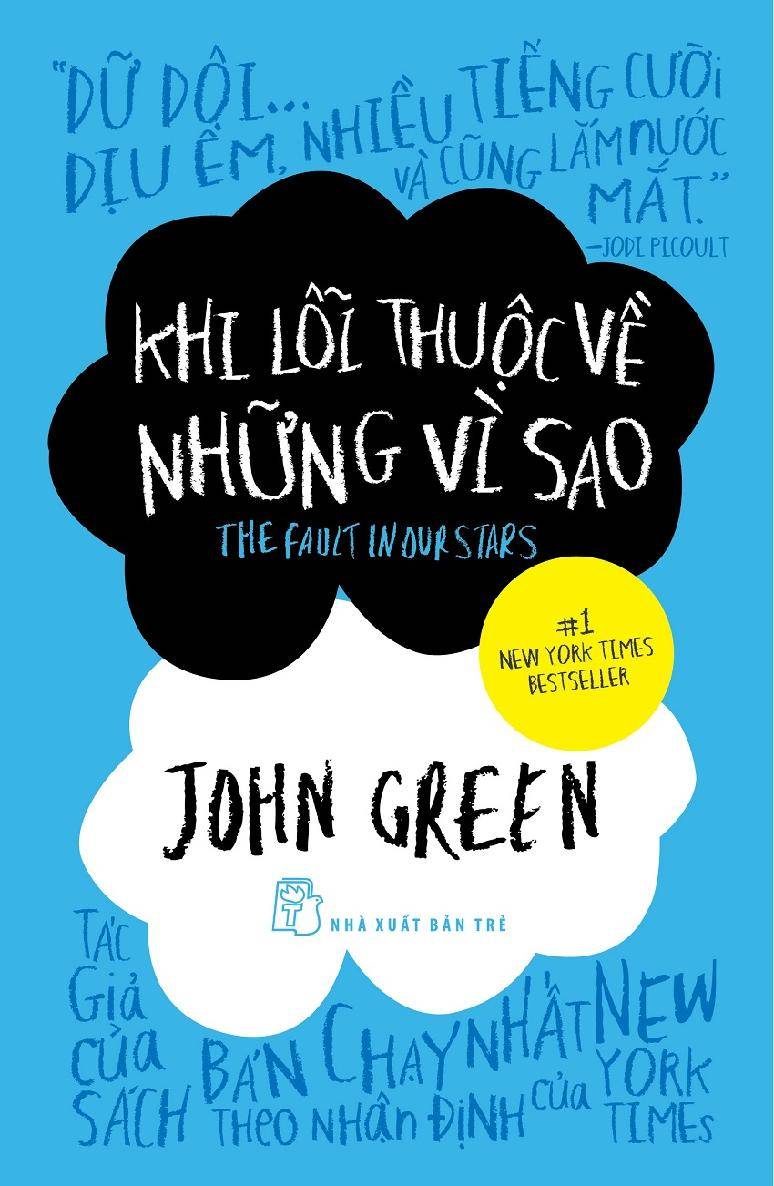 “DỮ DỘI...
DỊU ÊM, NHIỀU TIẾNG CƯỜI
VÀ CŨNG LẮM NƯỚC
MẮT.”
—JODI PICOULT
KHI LỖI THUỘC VỀ
NHỮNG VÌ SAO
THE FAULT IN OUR STARS
#1
NEW YORK TIMES
BESTSELLER
JOHN GREEN
T
NHÀ XUẤT BẢN TRẺ
TÁC
Giả
CỦa
SÁCH BÁN CHẠY NHẤT
THEO NHẬN ĐỊNH CỦA
NEW
YORK
TIMES